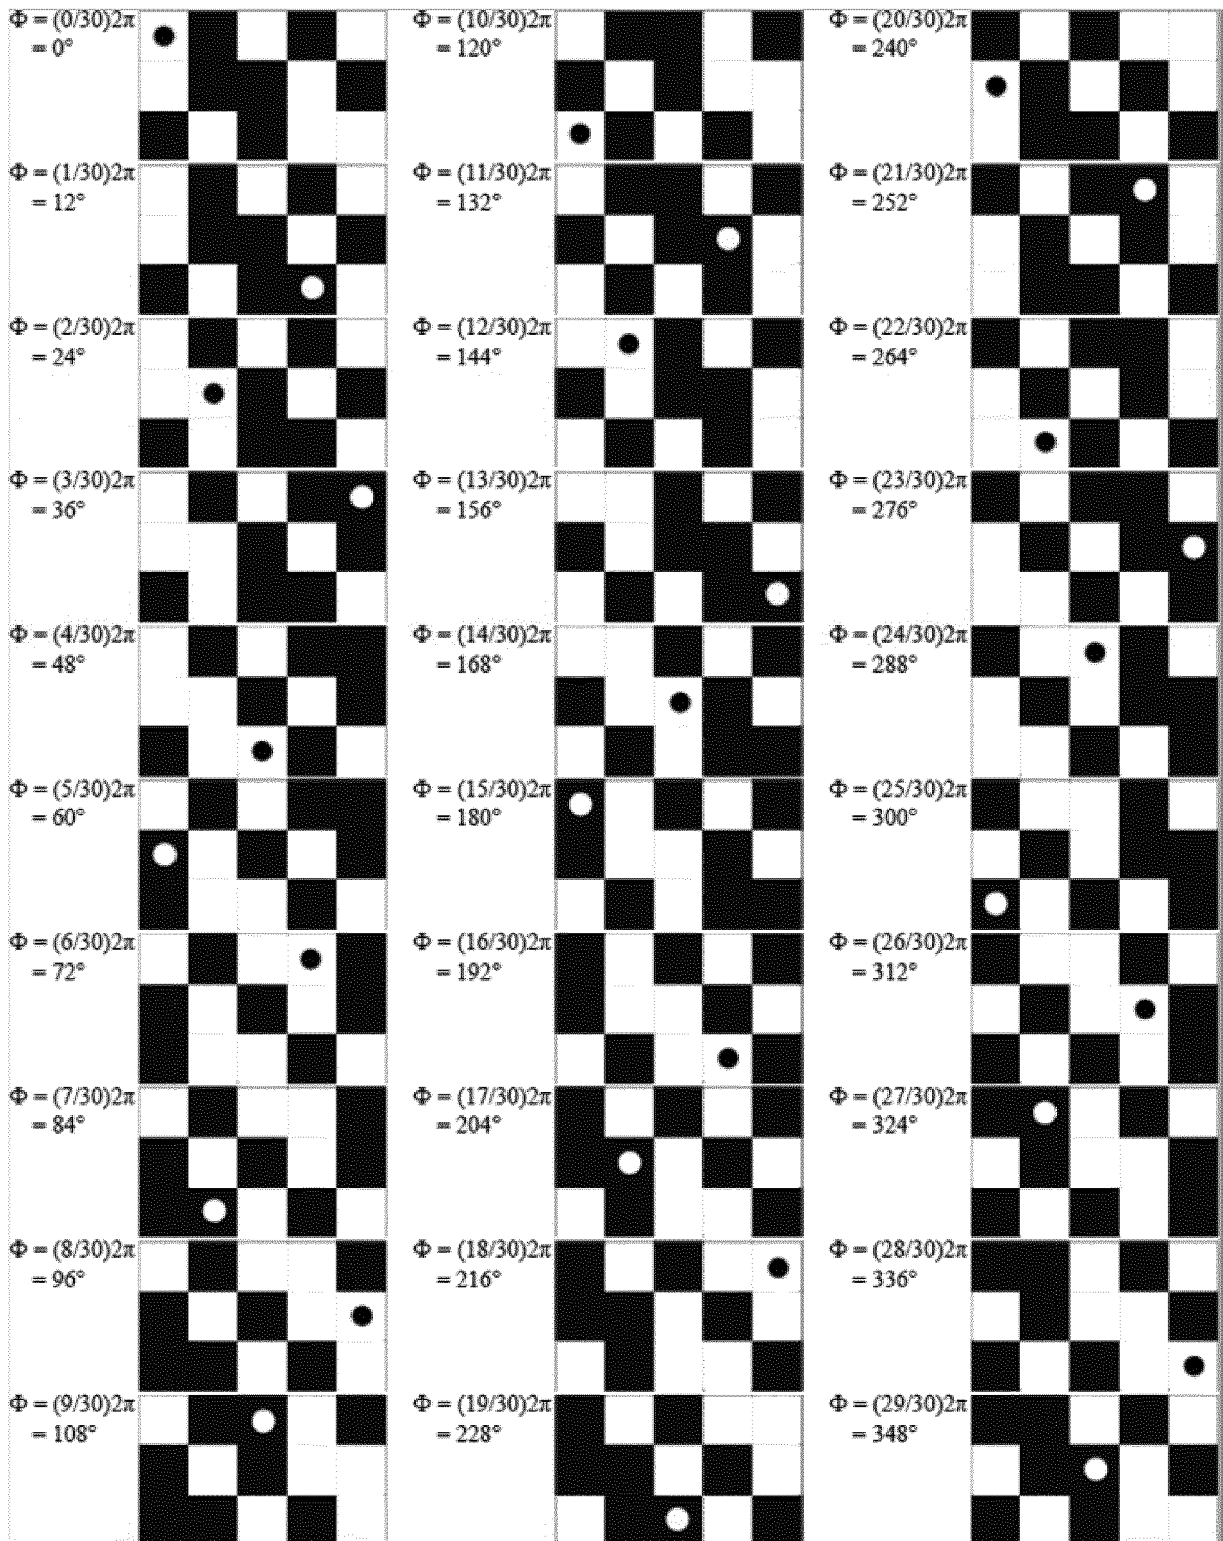 Φ = (0/30)2π
= 0°
Φ = (1/30)2π
= 12°
Φ = (2/30)2π
= 24°
Φ = (3/30)2π
= 36°
Φ = (4/30)2π
= 48°
Φ = (5/30)2π
= 60°
Φ = (6/30)2π
= 72°
Φ = (7/30)2π
= 84°
Φ = (8/30)2π
= 96°
Φ = (9/30)2π
= 108°
Φ = (10/30)2π
= 120°
Φ = (11/30)2π
= 132°
Φ = (12/30)2π
= 144°
Φ = (13/30)2π
= 156°
Φ = (14/30)2π
= 168°
Φ = (15/30)2π
= 180°
Φ = (16/30)2π
= 192°
Φ = (17/30)2π
= 204°
Φ = (18/30)2π
= 216°
Φ = (19/30)2π
= 228°
Φ = (20/30)2π
= 240°
Φ = (21/30)2π
= 252°
Φ = (22/30)2π
= 264°
Φ = (23/30)2π
= 276°
Φ = (24/30)2π
= 288°
Φ = (25/30)2π
= 300°
Φ = (26/30)2π
= 312°
Φ = (27/30)2π
= 324°
Φ = (28/30)2π
= 336°
Φ = (29/30)2π
= 348°